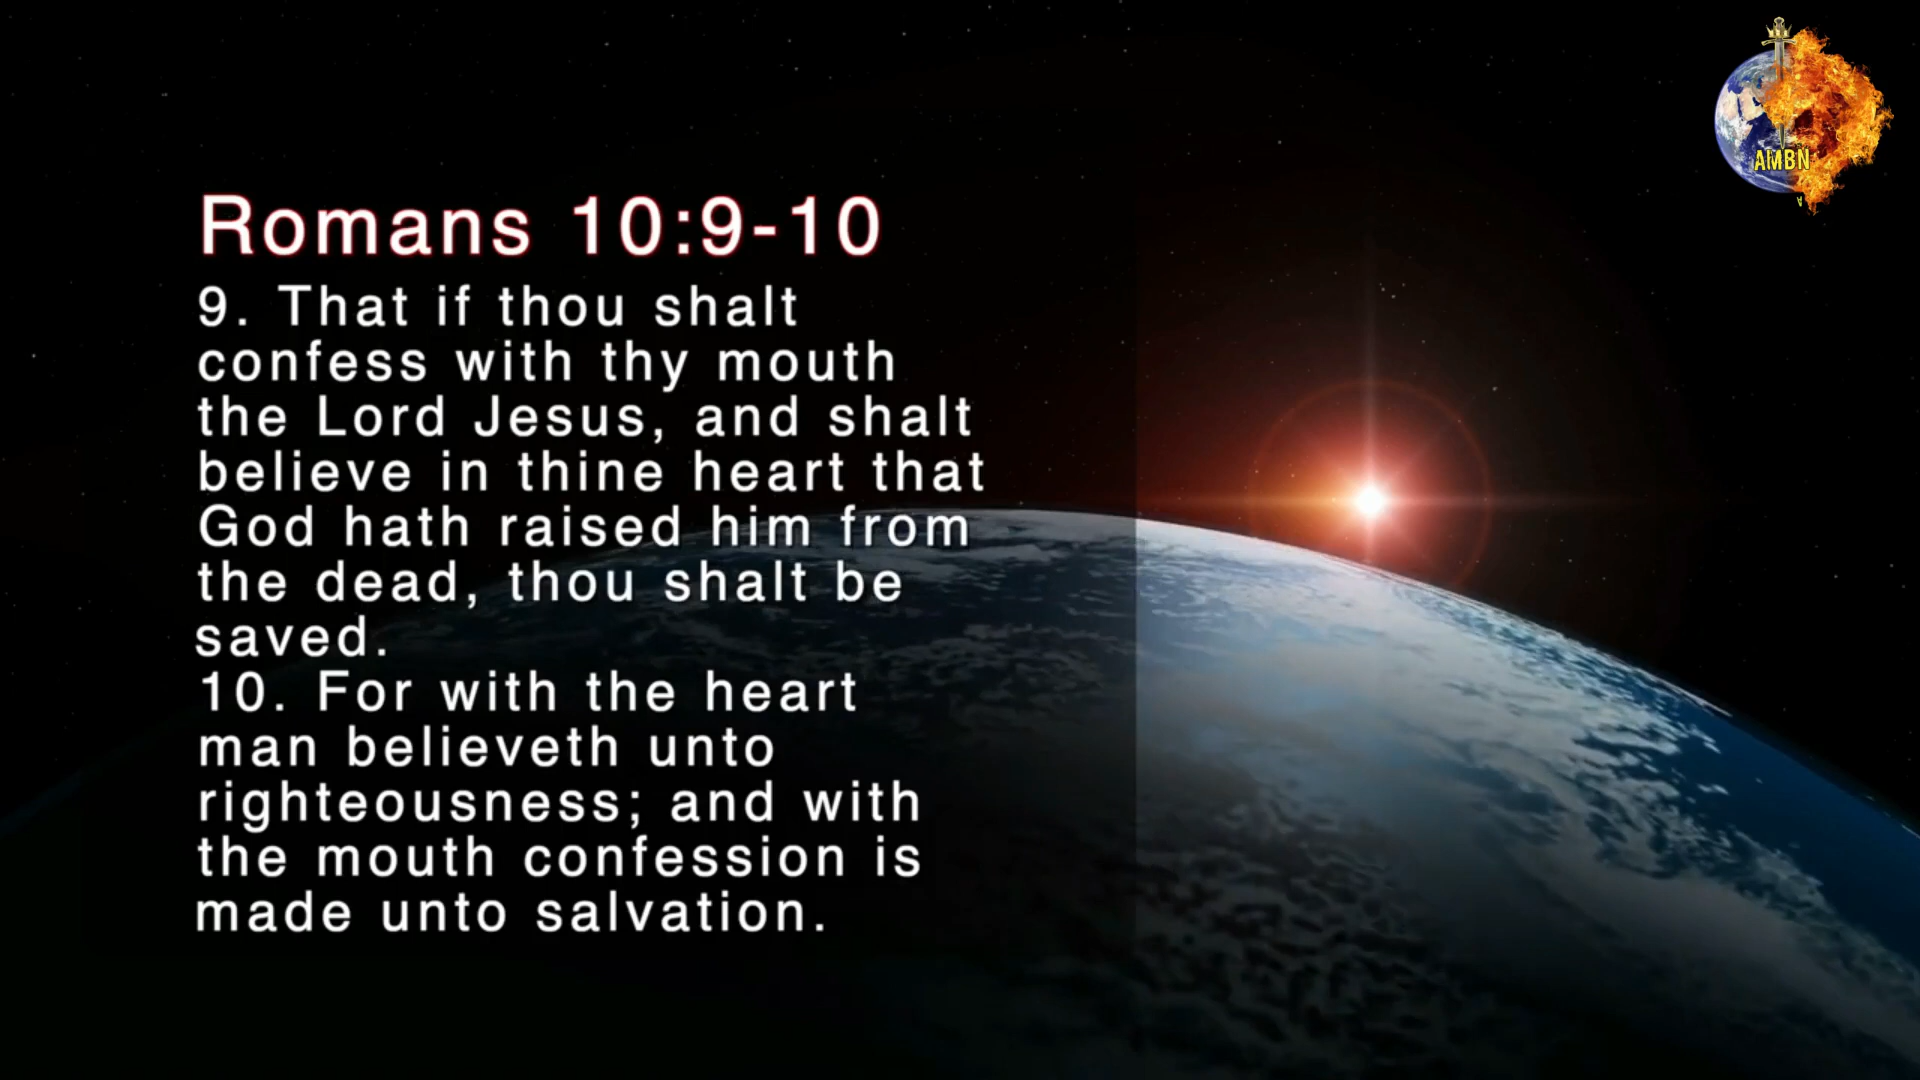 AMBN
Romans 10:9-10
9. That if thou shalt
confess with thy mouth
the Lord Jesus, and shalt
believe in thine heart that
God hath raised him from
the dead, thou shalt be
saved.
10. For with the heart
man believeth unto
righteousness; and with
the mouth confession is
made unto salvation.